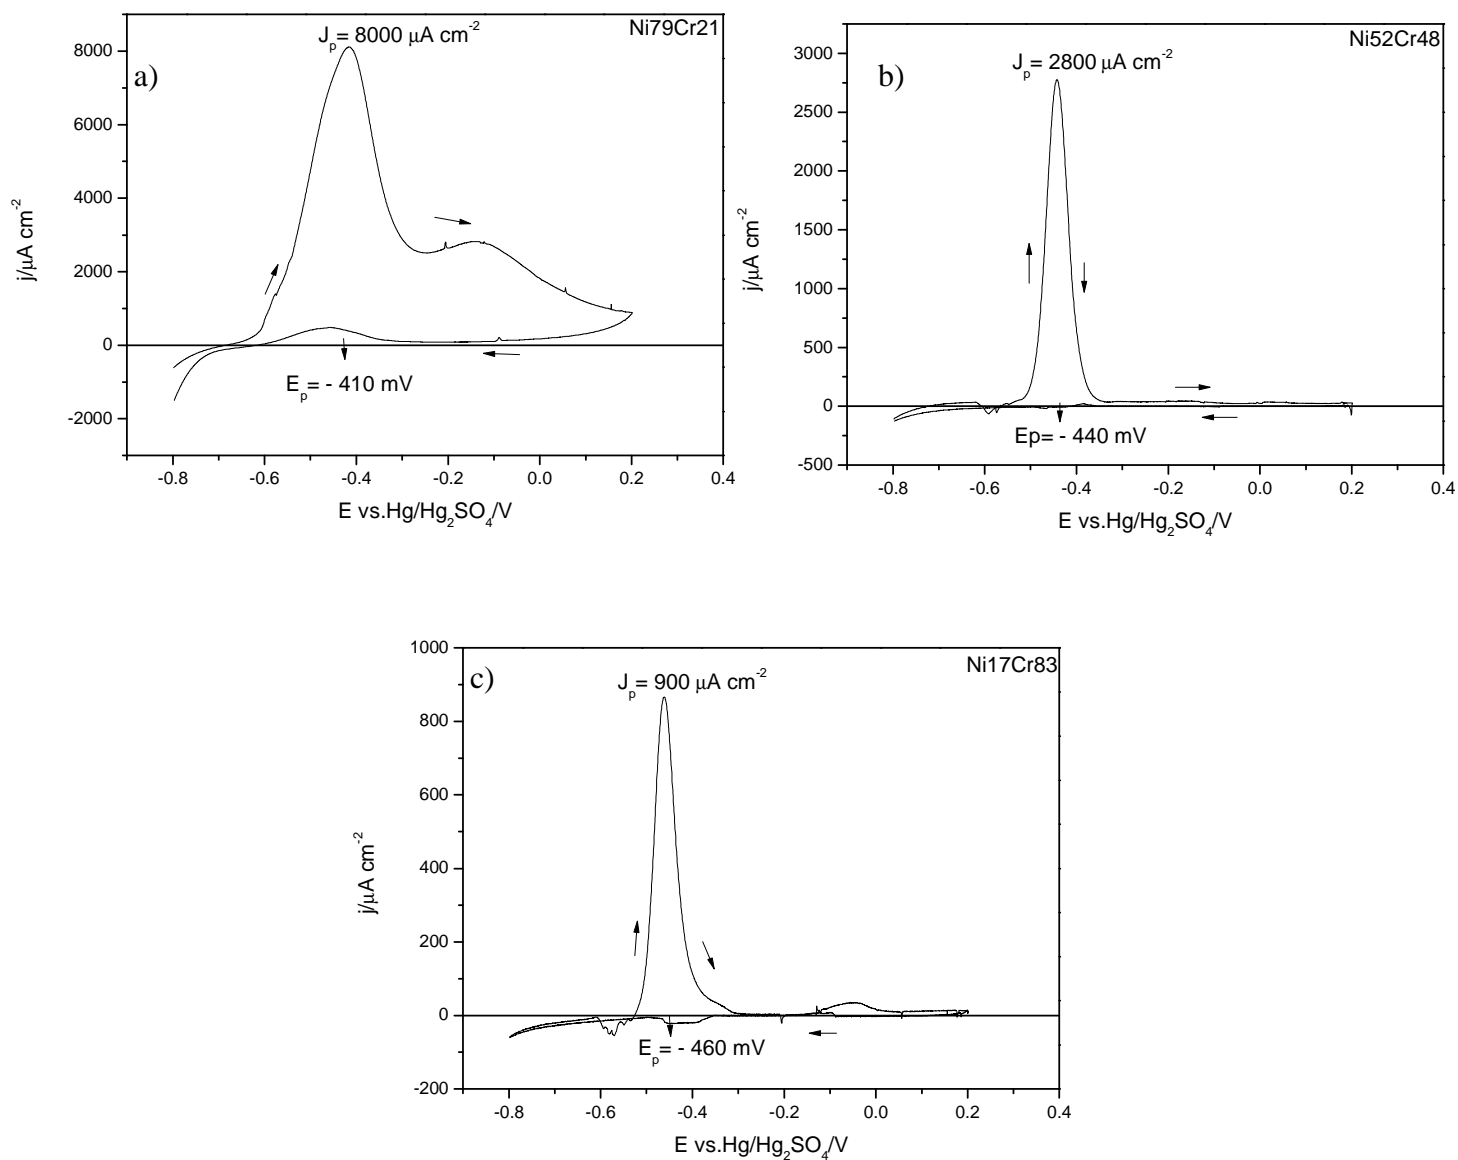 Ni79Cr21
Jp= 8000 μA cm-2
a)
8000
6000
4000
2000
0
-2000
j/μA cm-2
Ep= - 410 mV
-0.8 -0.6 -0.4 -0.2 0.0 0.2 0.4
E vs.Hg/Hg2SO4/V
Ni52Cr48
Jp= 2800 μA cm-2
b)
3000
2500
2000
1500
1000
500
0
-500
j/μA cm-2
Ep= - 440 mV
-0.8 -0.6 -0.4 -0.2 0.0 0.2 0.4
E vs.Hg/Hg2SO4/V
Ni17Cr83
Jp= 900 μA cm-2
c)
1000
800
600
400
200
0
-200
j/μA cm-2
Ep= - 460 mV
-0.8 -0.6 -0.4 -0.2 0.0 0.2 0.4
E vs.Hg/Hg2SO4/V